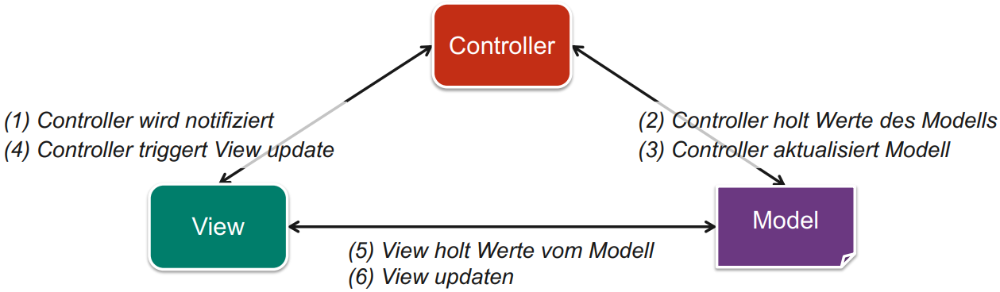 Controller
(1) Controller wird notifiziert
(4) Controller triggert View update
(2) Controller holt Werte des Modells
(3) Controller aktualisiert Modell
View
Model
(5) View holt Werte vom Modell
(6) View updaten